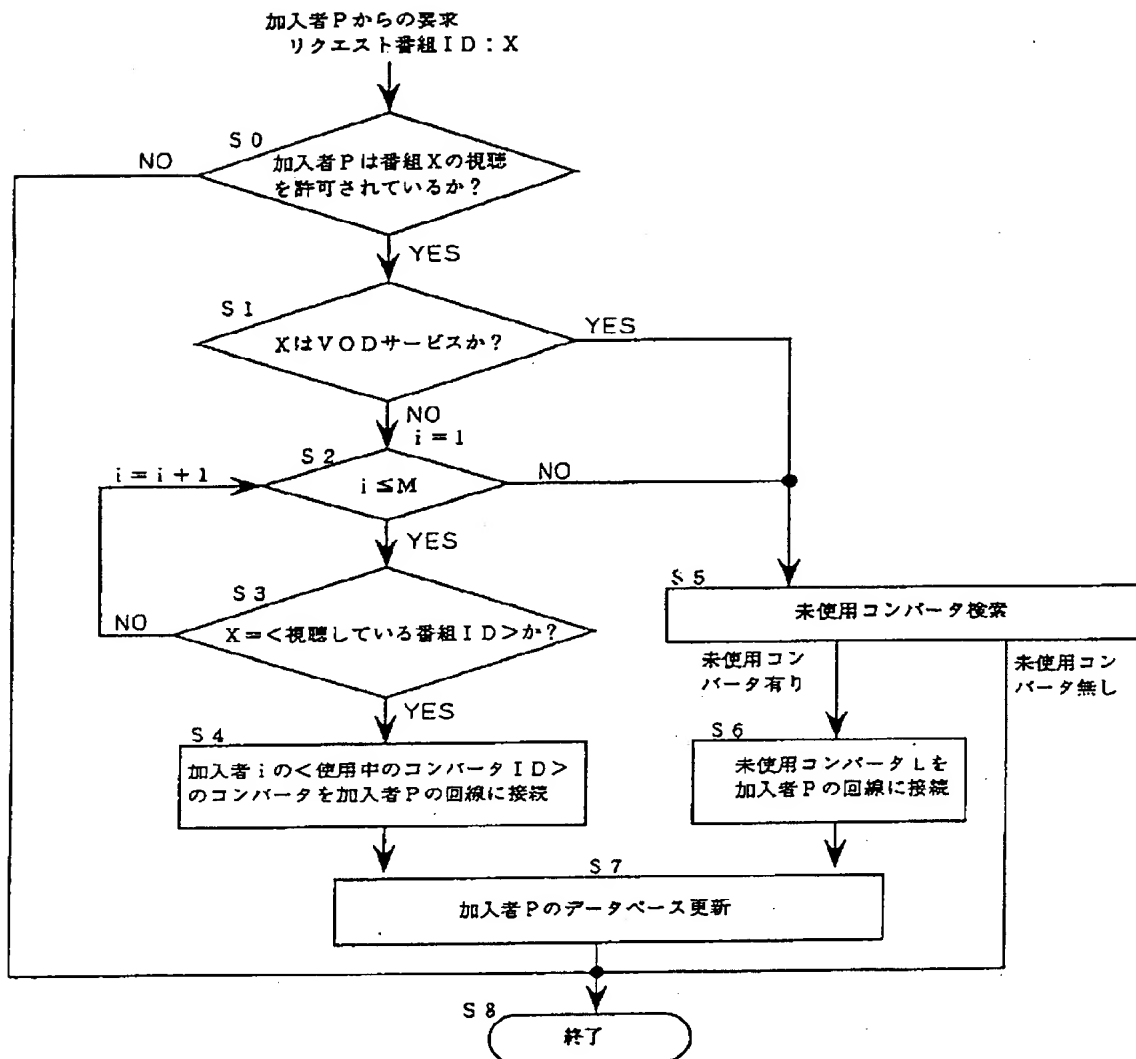 加入者Pからの要求
リクエスト番組ID:X
S0
NO
加入者Pは番組Xの視聴
を許可されているか?
YES
S1
YES
XはVODサービスか?
NO
i=1
S2
i=i+1
NO
i≦M
YES
S3
NO
X=<視聴している番組ID>か?
YES
S5
未使用コンバータ検索
未使用コン
バータ有り
未使用コン
バータ無し
S4
加入者iの<使用中のコンバータID>
のコンバータを加入者Pの回線に接続
S6
未使用コンバータLを
加入者Pの回線に接続
S7
加入者Pのデータベース更新
S8
終了